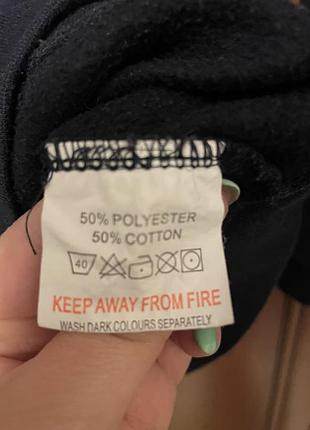 50% POLYESTER
50% COTTON
40
KEEP AWAY FROM FIRE
WASH DARK COLOURS SEPARATELY